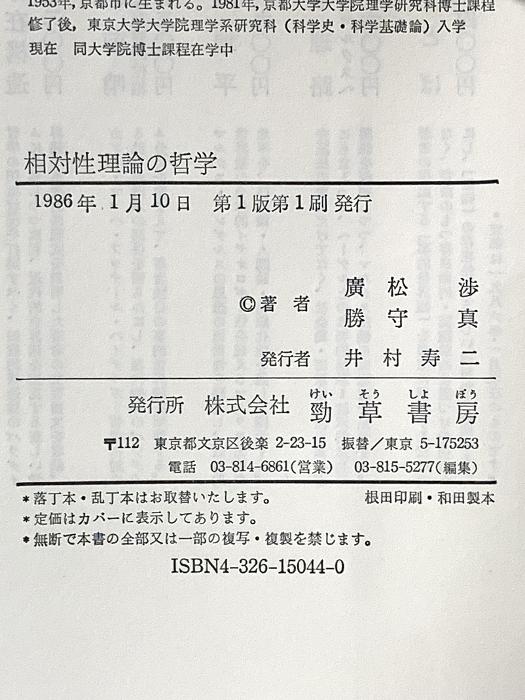 1953年，京都市に生まれる。1981年，京都大学大学院理学研究科博士課程
修了後，東京大学大学院理学系研究科（科学史・科学基礎論）入学
現在　同大学院博士課程在学中
相対性理論の哲学
1986年 1月10日　第1版第1刷発行
©著　者　廣　松　　渉
勝　守　　真
発行者　井　村　寿　二
けい　そう　しよ　ぼう
発行所　株式会社　勁　草　書　房
〒112　東京都文京区後楽 2-23-15　振替／東京 5-175253
電話　03-814-6861（営業）　03-815-5277（編集）
＊落丁本・乱丁本はお取替いたします。　根田印刷・和田製本
＊定価はカバーに表示してあります。
＊無断で本書の全部又は一部の複写・複製を禁じます。
ISBN4-326-15044-0